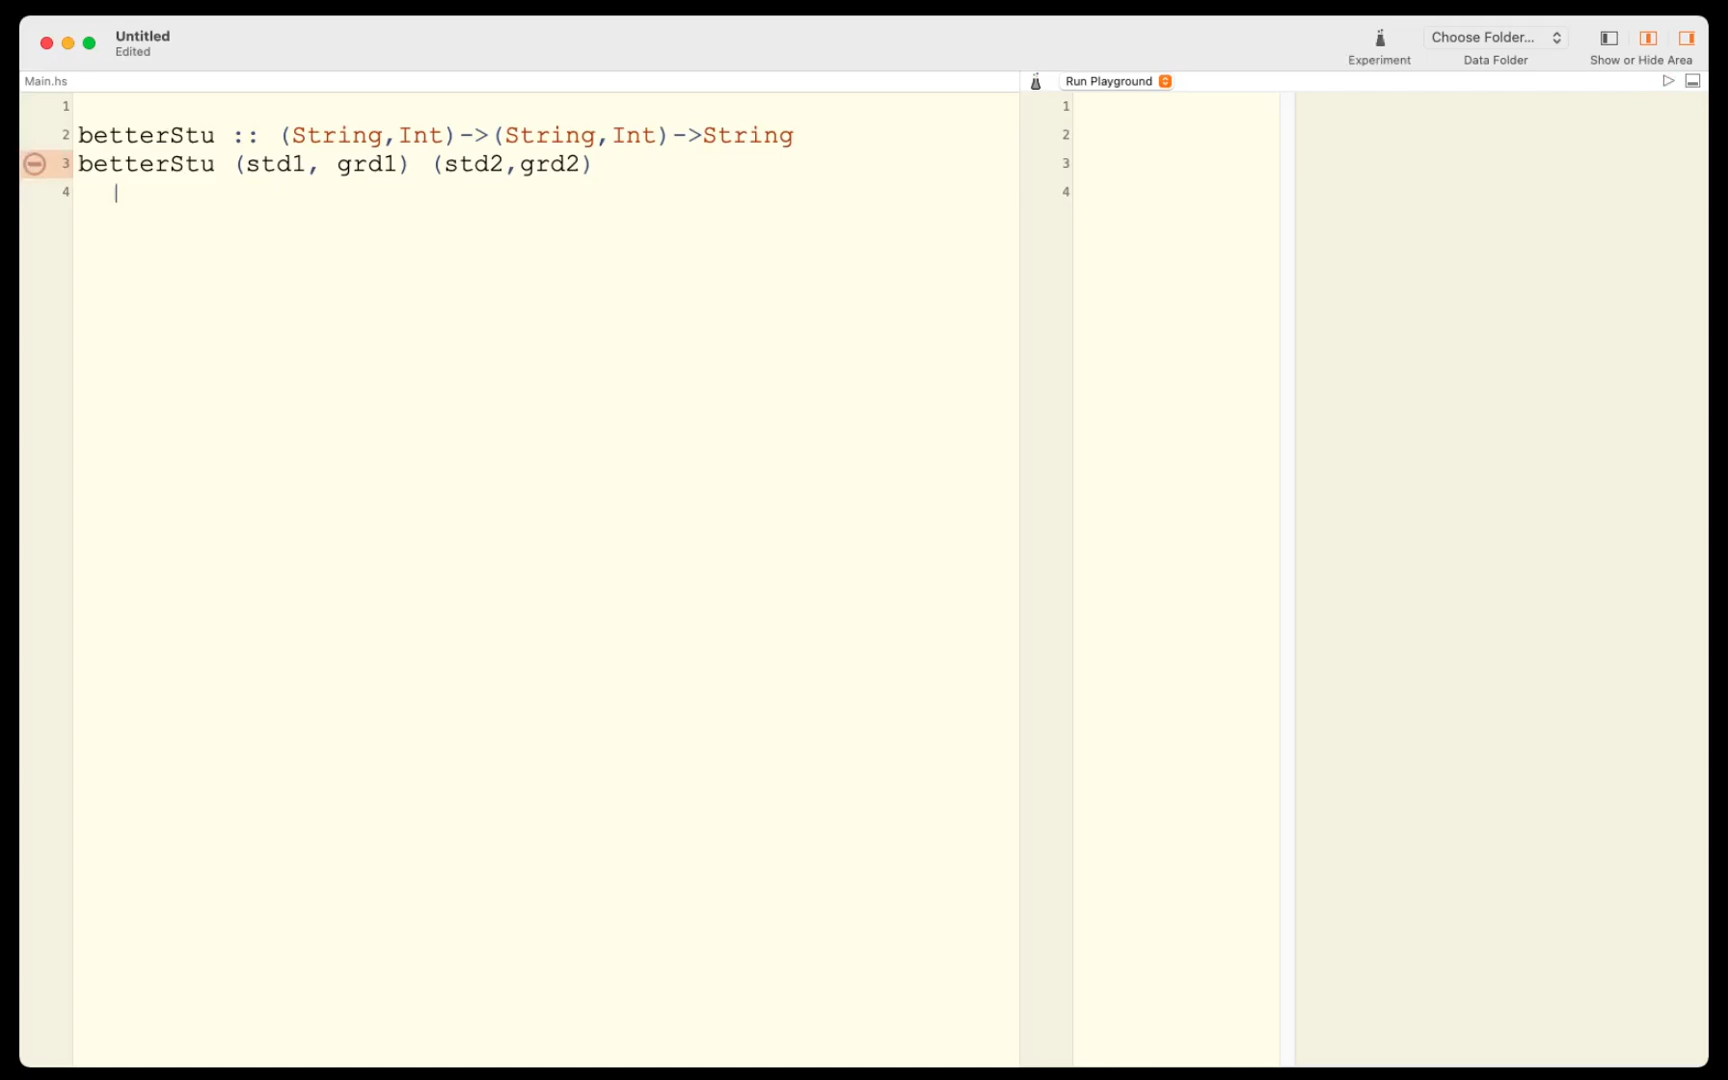 Untitled
Edited
Experiment
Choose Folder...
Data Folder
Show or Hide Area
Main.hs
Run Playground
1
2 betterStu :: (String,Int)->(String,Int)->String
3 betterStu (std1, grd1) (std2,grd2)
4
1
2
3
4